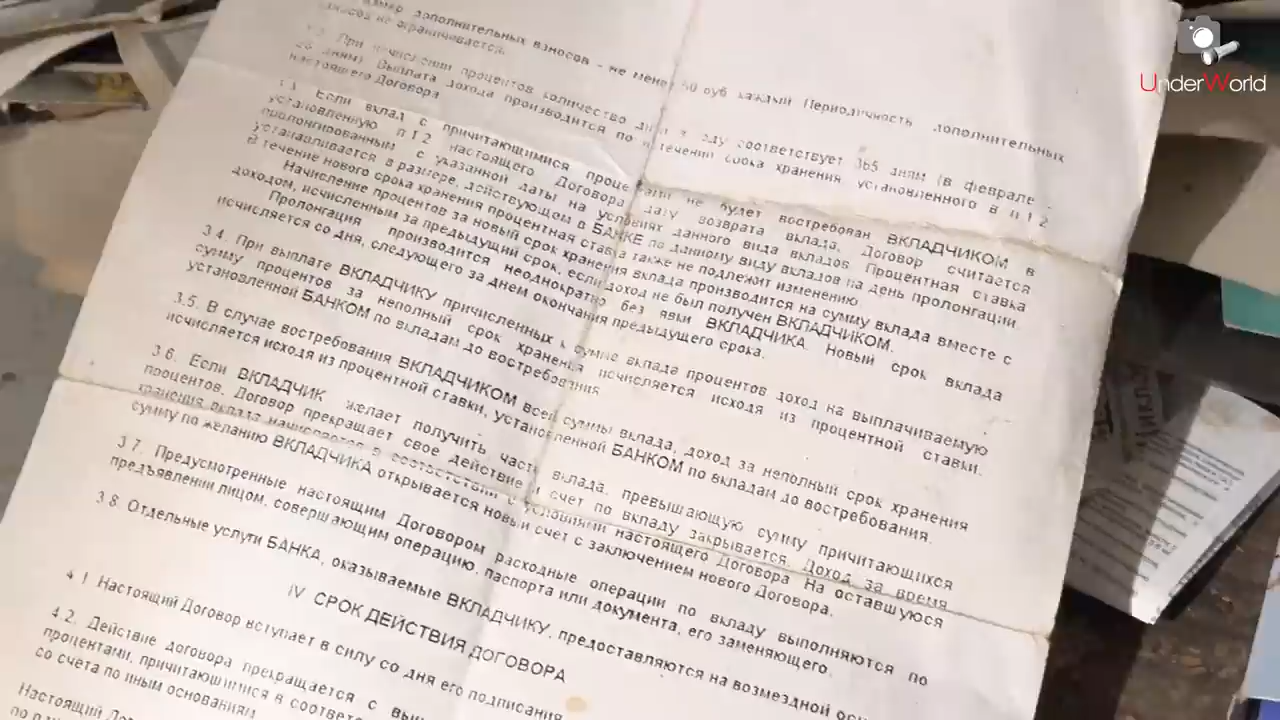 UnderWorld
размер дополнительных взносов - не менее 50 руб каждый Периодичность дополнительных
взносов не ограничивается.
При начислении процентов количество дней в году соответствует 365 дням (в феврале -
28 дням) Выплата дохода производится по истечении срока хранения установленного в п 1 2
настоящего Договора
Если вклад с причитающимися процентами не будет востребован ВКЛАДЧИКОМ в
установленную п 1 2 настоящего Договора дату возврата вклада, Договор считается
пролонгированным с указанной даты на условиях данного вида вкладов Процентная ставка
устанавливается в размере, действующем в БАНКЕ по данному виду вкладов на день пролонгации.
В течение нового срока хранения процентная ставка также не подлежит изменению.
Начисление процентов за новый срок хранения вклада производится на сумму вклада вместе с
доходом, исчисленным за предыдущий срок, если доход не был получен ВКЛАДЧИКОМ.
Пролонгация производится неоднократно без явки ВКЛАДЧИКА. Новый срок вклада
исчисляется со дня, следующего за днем окончания предыдущего срока.
3.4. При выплате ВКЛАДЧИКУ причисленных к сумме вклада процентов доход на выплачиваемую
сумму процентов за неполный срок хранения исчисляется исходя из процентной ставки.
установленной БАНКОМ по вкладам до востребования
3.5. В случае востребования ВКЛАДЧИКОМ всей суммы вклада, доход за неполный срок хранения
исчисляется исходя из процентной ставки, установленной БАНКОМ по вкладам до востребования.
3 6. Если ВКЛАДЧИК желает получить часть вклада, превышающую сумму причитающихся
процентов, Договор прекращает свое действие и счет по вкладу закрывается. Доход за время
хранения вклада начисляется в соответствии с условиями настоящего Договора На оставшуюся
сумму по желанию ВКЛАДЧИКА открывается новый счет с заключением нового Договора.
3.7. Предусмотренные настоящим Договором расходные операции по вкладу выполняются по
предъявлении лицом, совершающим операцию, паспорта или документа, его заменяющего.
3.8. Отдельные услуги БАНКА, оказываемые ВКЛАДЧИКУ, предоставляются на возмездной осн
IV СРОК ДЕЙСТВИЯ ДОГОВОРА
4 1 Настоящий Договор вступает в силу со дня его подписания
4.2. Действие договора прекращается с вып
процентами, причитающимися в соответс
со счета по иным основаниям
Настоящий До